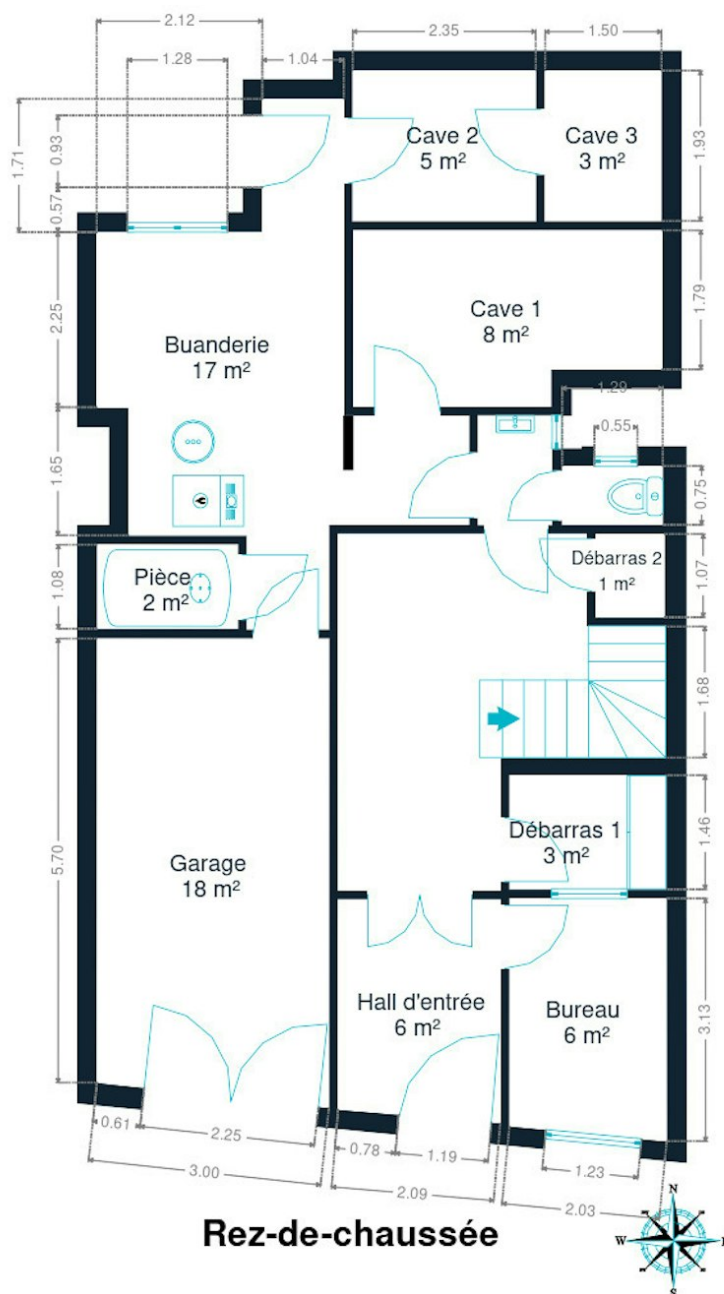 2.12
2.35
1.50
1.28
1.04
1.71
0.93
0.57
Cave 2
5 m²
Cave 3
3 m²
1.93
2.25
Buanderie
17 m²
Cave 1
8 m²
1.79
1.29
0.55
1.65
0.75
1.08
Pièce
2 m²
Débarras 2
1 m²
1.07
1.68
5.70
Garage
18 m²
Débarras 1
3 m²
1.46
Hall d'entrée
6 m²
Bureau
6 m²
3.13
0.61
2.25
3.00
0.78
1.19
2.09
1.23
2.03
Rez-de-chaussée
N
W
E
S